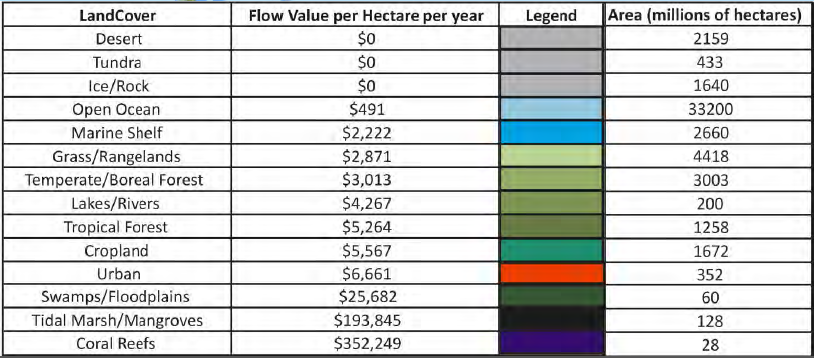 LandCover Flow Value per Hectare per year Legend Area (millions of hectares)
Desert $0 2159
Tundra $0 433
Ice/Rock $0 1640
Open Ocean $491 33200
Marine Shelf $2,222 2660
Grass/Rangelands $2,871 4418
Temperate/Boreal Forest $3,013 3003
Lakes/Rivers $4,267 200
Tropical Forest $5,264 1258
Cropland $5,567 1672
Urban $6,661 352
Swamps/Floodplains $25,682 60
Tidal Marsh/Mangroves $193,845 128
Coral Reefs $352,249 28